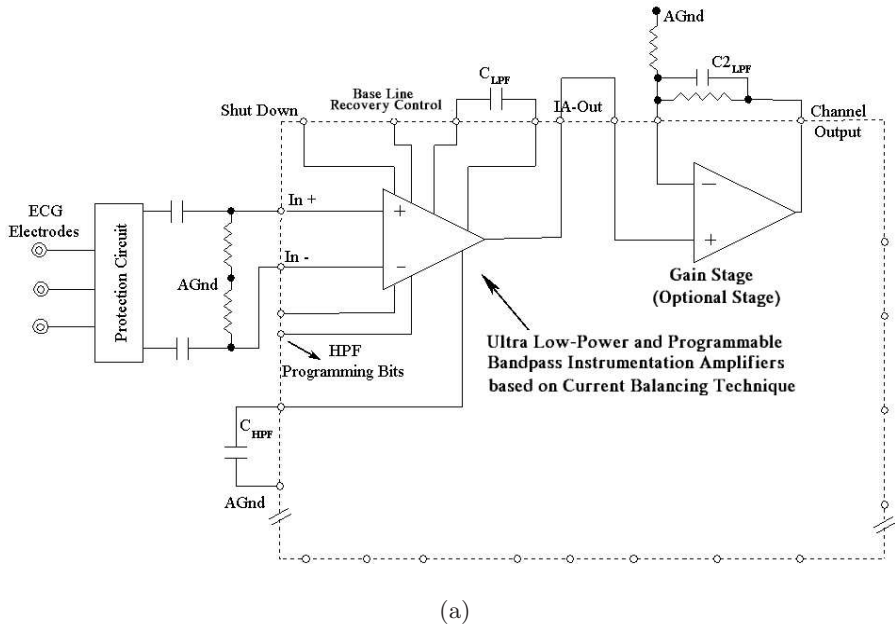 AGnd
C2LPF
CLPF
Base Line
Recovery Control
Shut Down
IA-Out
Channel
Output
ECG
Electrodes
Protection Circuit
In +
In -
AGnd
+
−
−
+
Gain Stage
(Optional Stage)
HPF
Programming Bits
Ultra Low-Power and Programmable
Bandpass Instrumentation Amplifiers
based on Current Balancing Technique
CHPF
AGnd
(a)